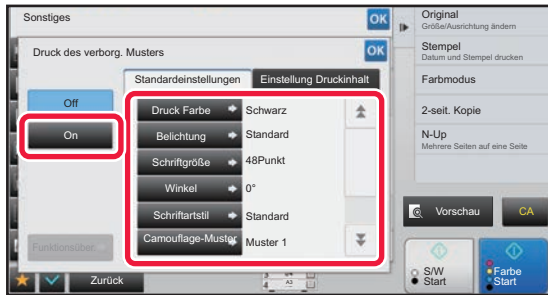 Sonstiges
OK
Druck des verborg. Musters
OK
Standardeinstellungen
Einstellung Druckinhalt
Off
On
Druck Farbe
Schwarz
Belichtung
Standard
Schriftgröße
48Punkt
Winkel
0°
Schriftartstil
Standard
Camouflage-Muster
Muster 1
Zurück
Original
Größe/Ausrichtung ändern
Stempel
Datum und Stempel drucken
Farbmodus
2-seit. Kopie
N-Up
Mehrere Seiten auf eine Seite
Vorschau
CA
S/W
Start
Farbe
Start